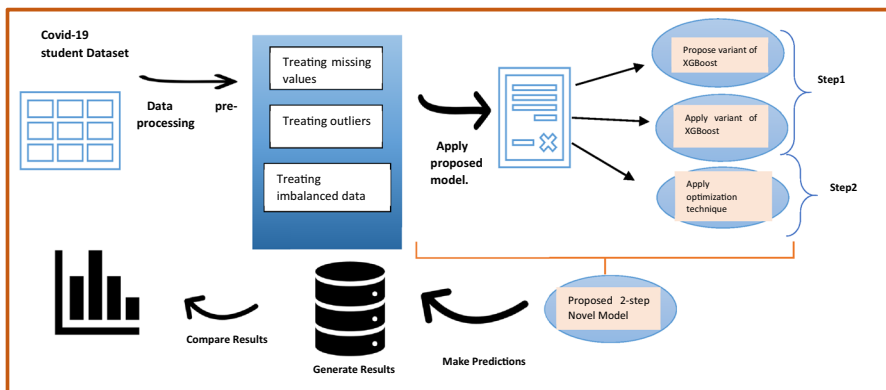 Covid-19
student Dataset
Data pre-
processing
Treating missing
values
Treating outliers
Treating
imbalanced data
Apply
proposed
model.
Propose variant of
XGBoost
Apply variant of
XGBoost
Apply
optimization
technique
Step1
Step2
Proposed 2-step
Novel Model
Make Predictions
Generate Results
Compare Results